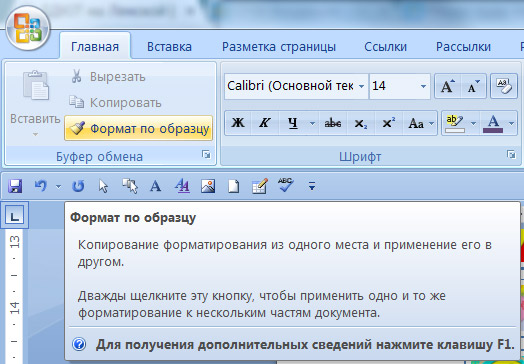 Главная Вставка Разметка страницы Ссылки Рассылки
Вырезать
Копировать
Формат по образцу
Вставить
Буфер обмена
Calibri (Основной тек 14
Ж К Ч abc x₂ x² Aa
Шрифт
Формат по образцу
Копирование форматирования из одного места и применение его в
другом.
Дважды щелкните эту кнопку, чтобы применить одно и то же
форматирование к нескольким частям документа.
Для получения дополнительных сведений нажмите клавишу F1.
13
14